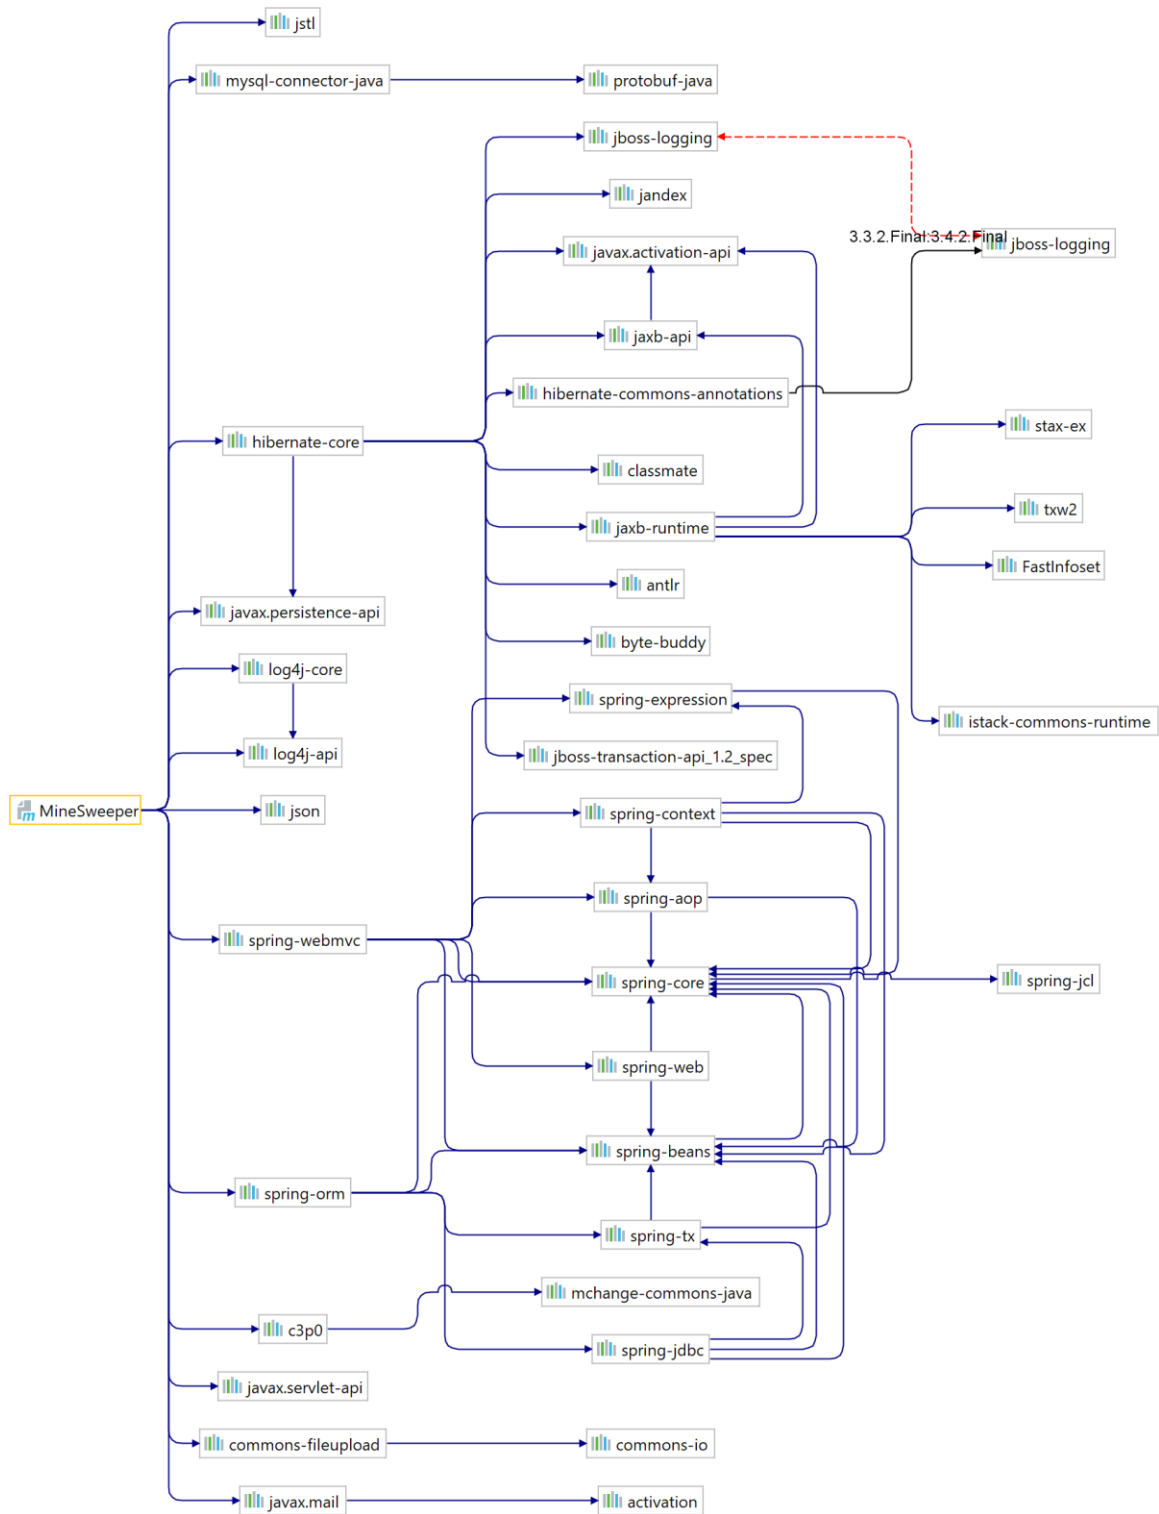 jstl
mysql-connector-java
protobuf-java
jboss-logging
jandex
3.3.2.Final:3.4.2.Final
jboss-logging
javax.activation-api
jaxb-api
hibernate-commons-annotations
stax-ex
hibernate-core
classmate
txw2
jaxb-runtime
FastInfoset
antlr
javax.persistence-api
byte-buddy
log4j-core
spring-expression
istack-commons-runtime
log4j-api
jboss-transaction-api_1.2_spec
MineSweeper
json
spring-context
spring-aop
spring-webmvc
spring-core
spring-jcl
spring-web
spring-beans
spring-orm
spring-tx
mchange-commons-java
c3p0
spring-jdbc
javax.servlet-api
commons-fileupload
commons-io
javax.mail
activation